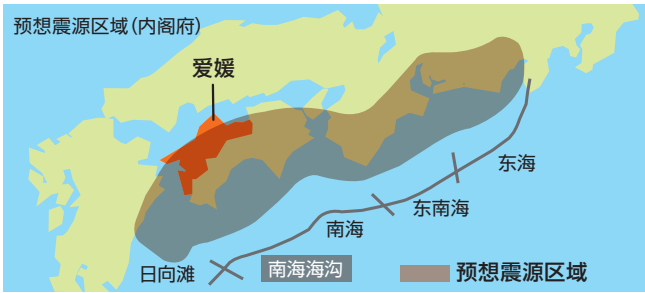 预想震源区域(内阁府)
爱媛
东海
东南海
南海
日向滩
南海海沟
预想震源区域